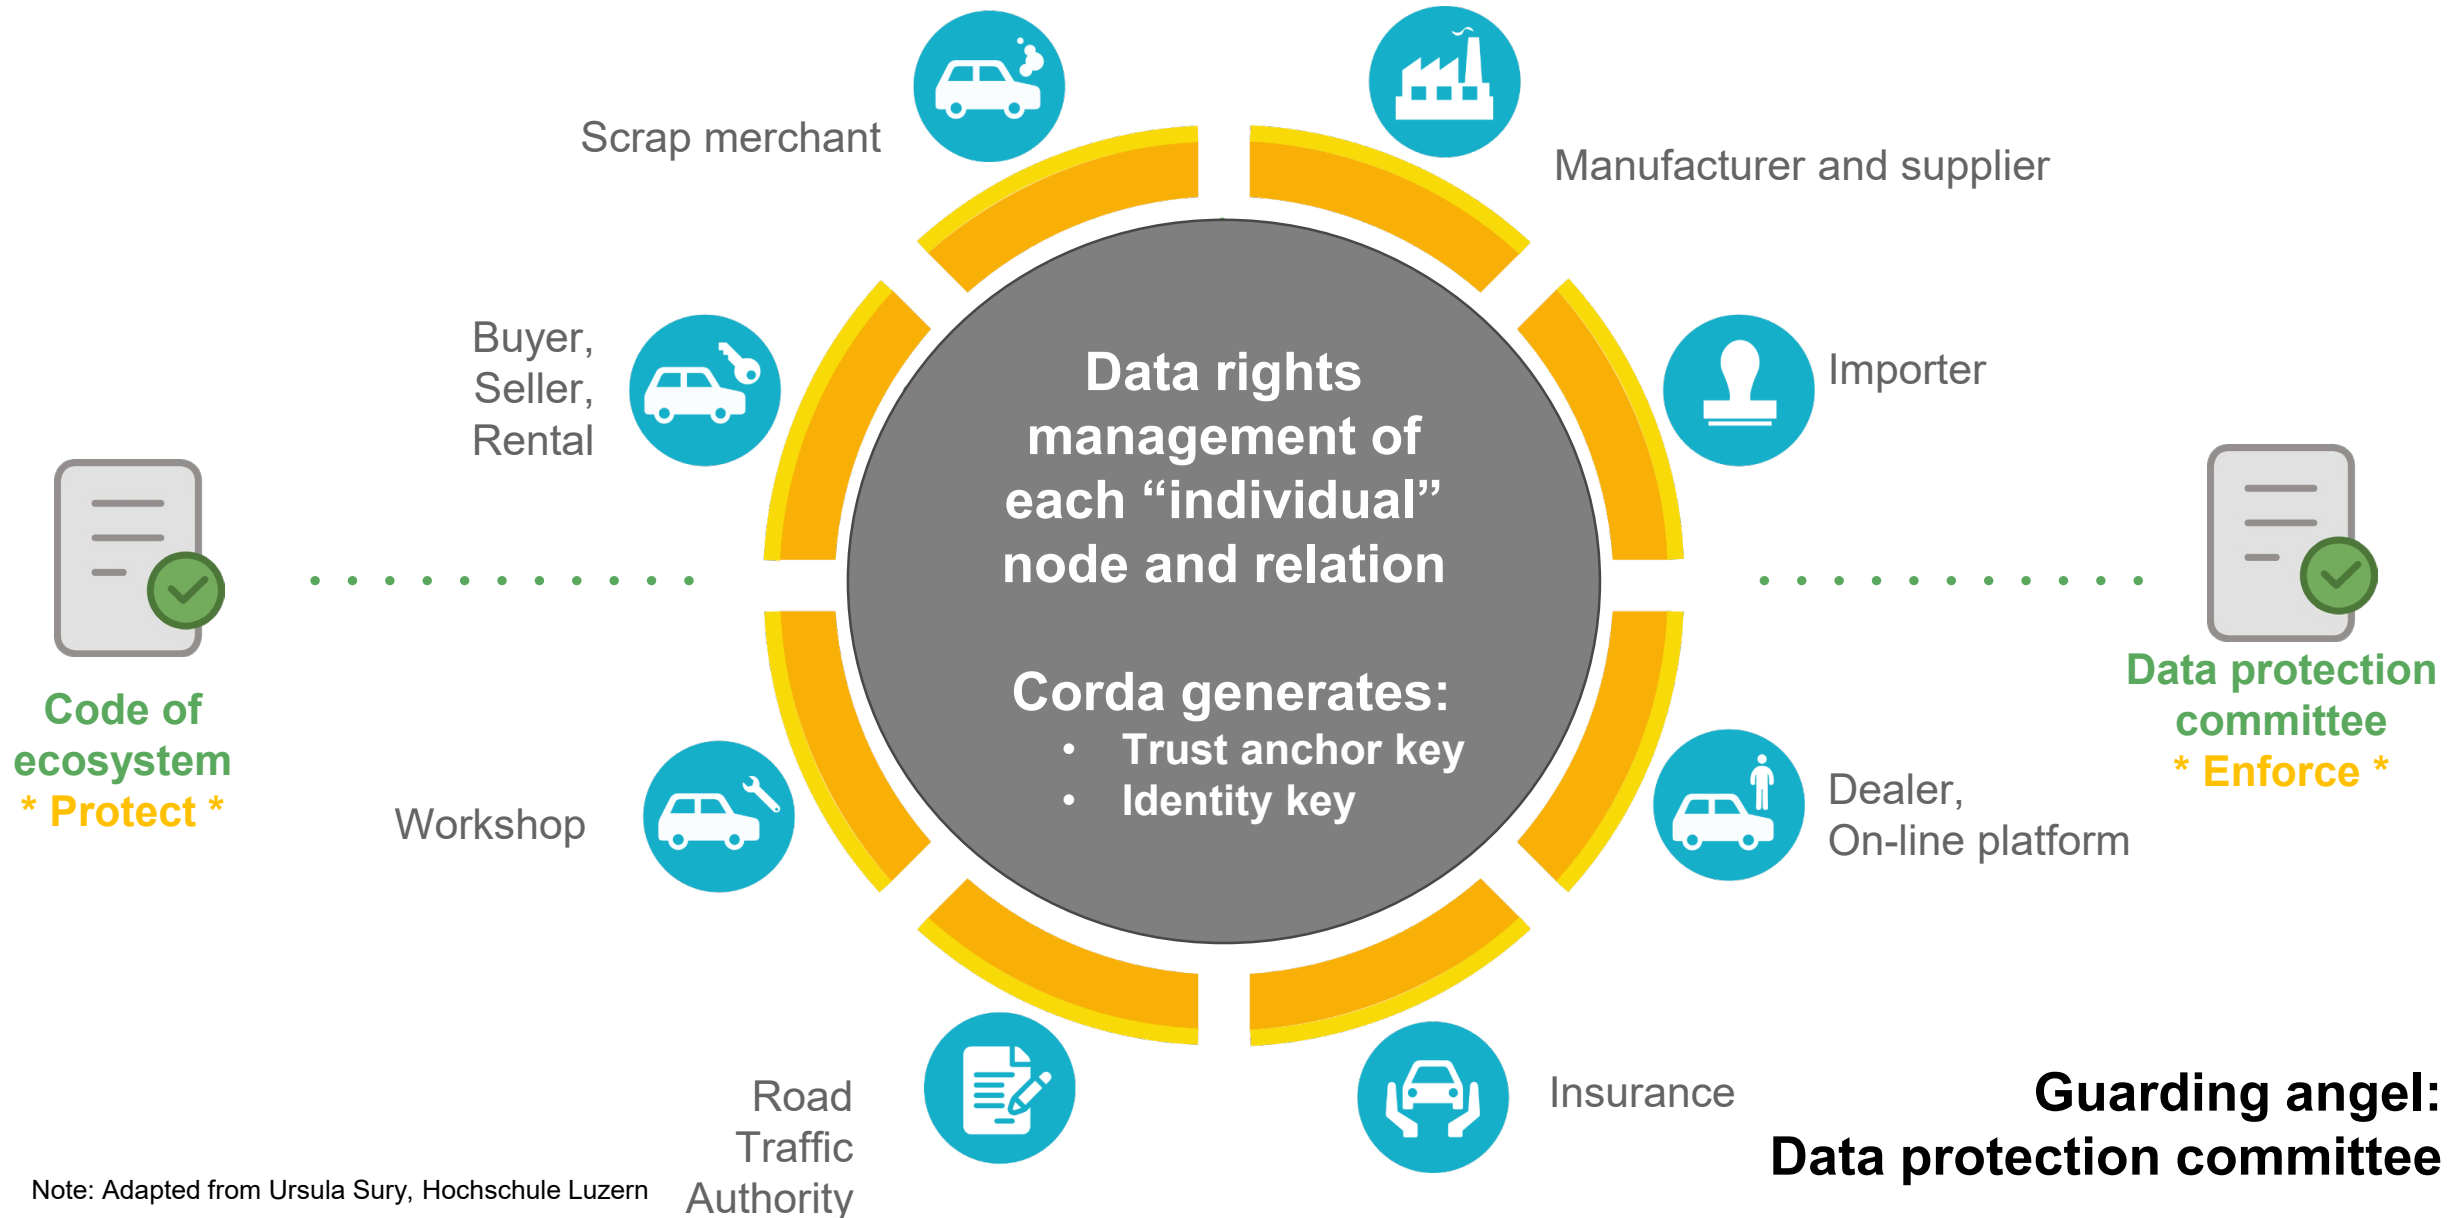 Scrap merchant
Manufacturer and supplier
Buyer,
Seller,
Rental
Importer
Data rights
management of
each “individual”
node and relation
Corda generates:
• Trust anchor key
• Identity key
Code of
ecosystem
* Protect *
Data protection
committee
* Enforce *
Workshop
Dealer,
On-line platform
Road
Traffic
Authority
Insurance
Guarding angel:
Data protection committee
Note: Adapted from Ursula Sury, Hochschule Luzern